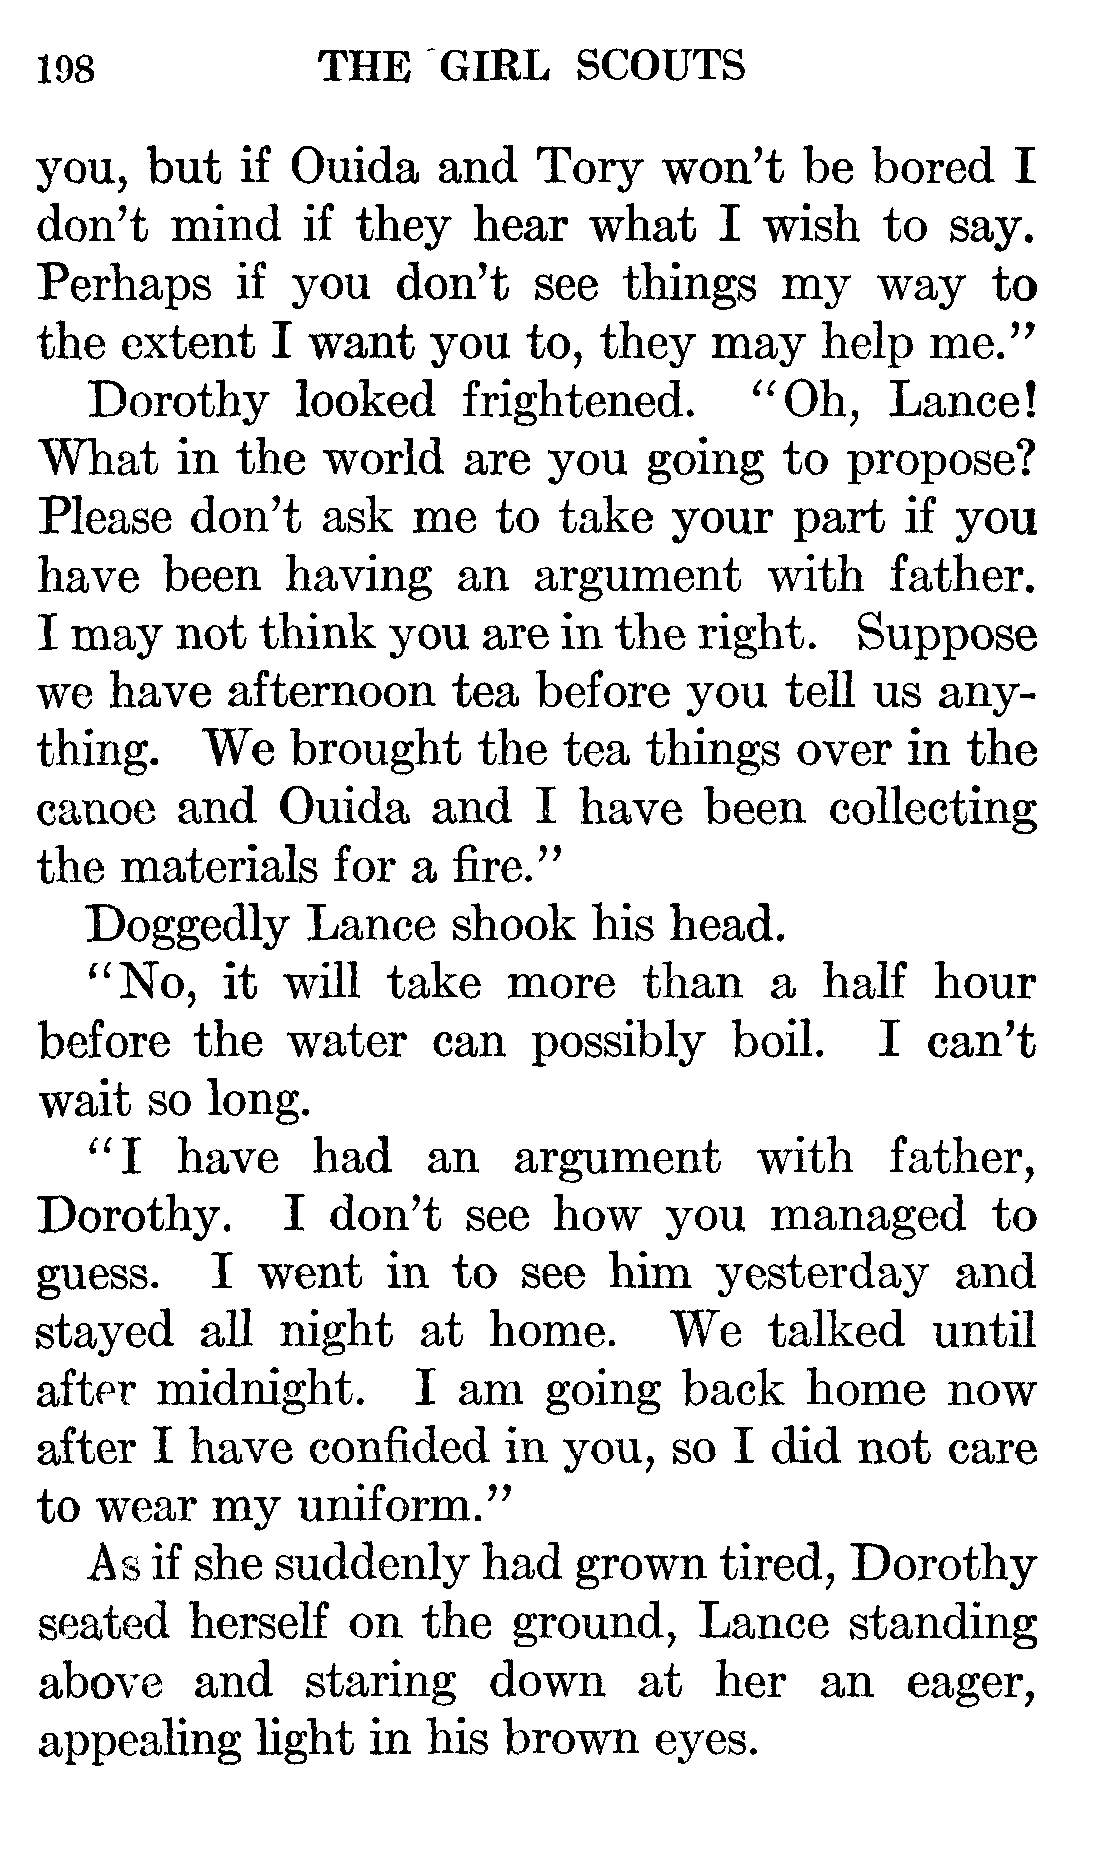 198 THE GIRL SCOUTS
you, but if Ouida and Tory won't be bored I
don't mind if they hear what I wish to say.
Perhaps if you don't see things my way to
the extent I want you to, they may help me."
Dorothy looked frightened. "Oh, Lance!
What in the world are you going to propose?
Please don't ask me to take your part if you
have been having an argument with father.
I may not think you are in the right. Suppose
we have afternoon tea before you tell us any-
thing. We brought the tea things over in the
canoe and Ouida and I have been collecting
the materials for a fire."
Doggedly Lance shook his head.
"No, it will take more than a half hour
before the water can possibly boil. I can't
wait so long.
"I have had an argument with father,
Dorothy. I don't see how you managed to
guess. I went in to see him yesterday and
stayed all night at home. We talked until
after midnight. I am going back home now
after I have confided in you, so I did not care
to wear my uniform."
As if she suddenly had grown tired, Dorothy
seated herself on the ground, Lance standing
above and staring down at her an eager,
appealing light in his brown eyes.